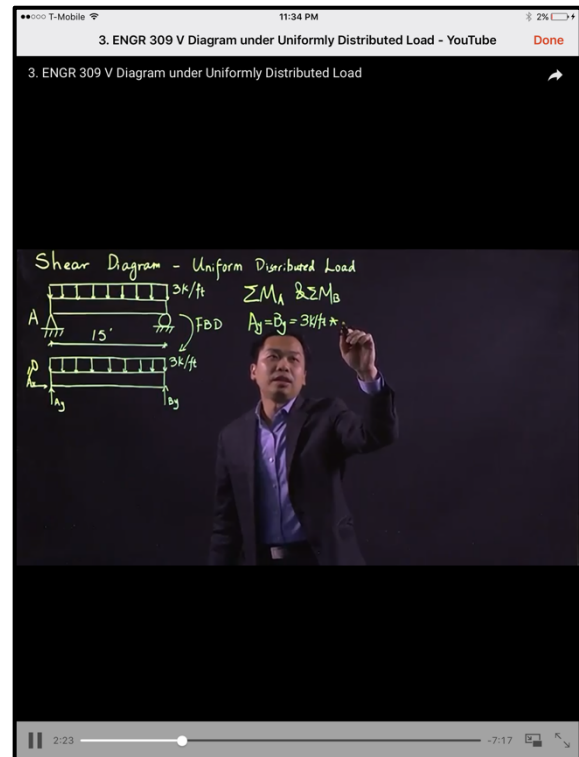 T-Mobile 11:34 PM 2%
3. ENGR 309 V Diagram under Uniformly Distributed Load - YouTube Done
3. ENGR 309 V Diagram under Uniformly Distributed Load
Shear Diagram - Uniform Disrributed Load
3k/ft ΣMA &ΣMB
A FBD Ay=By=3k/ft*
15'
3k/ft
Ay By
2:23 -7:17